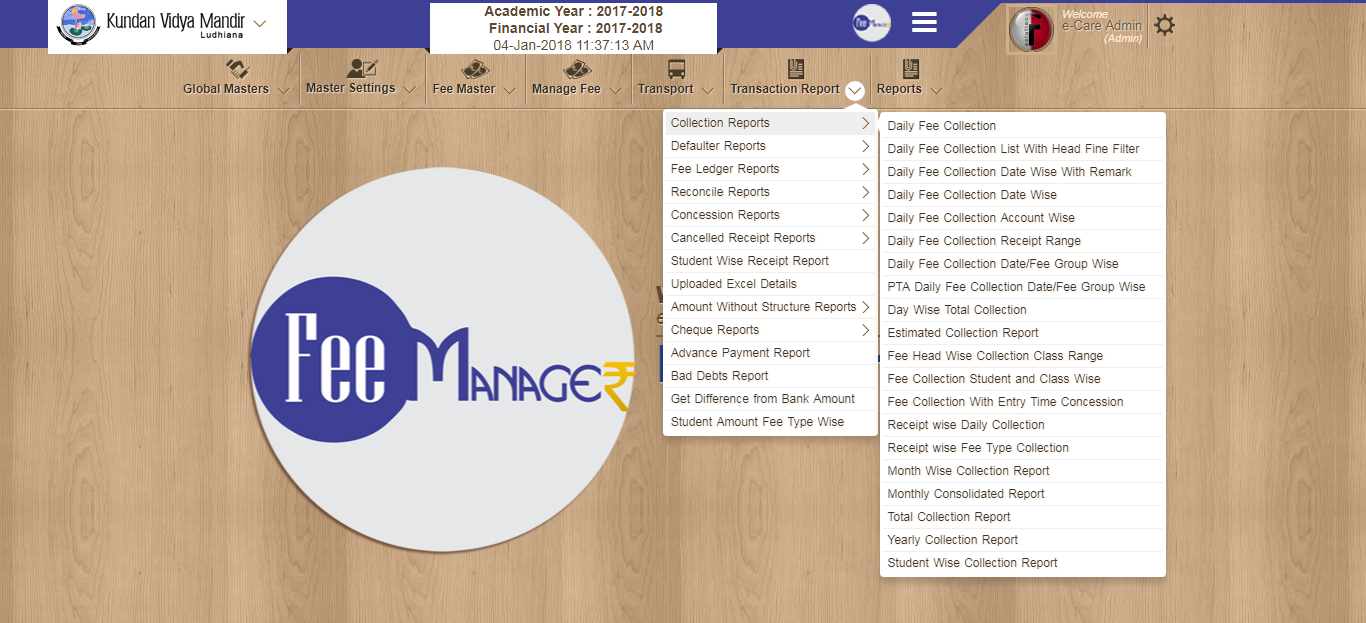 Kundan Vidya Mandir
Ludhiana
Academic Year : 2017-2018
Financial Year : 2017-2018
04-Jan-2018 11:37:13 AM
Fee Manager
Welcome
e-Care Admin
(Admin)
Global Masters
Master Settings
Fee Master
Manage Fee
Transport
Transaction Report
Reports
Collection Reports
Defaulter Reports
Fee Ledger Reports
Reconcile Reports
Concession Reports
Cancelled Receipt Reports
Student Wise Receipt Report
Uploaded Excel Details
Amount Without Structure Reports
Cheque Reports
Advance Payment Report
Bad Debts Report
Get Difference from Bank Amount
Student Amount Fee Type Wise
Daily Fee Collection
Daily Fee Collection List With Head Fine Filter
Daily Fee Collection Date Wise With Remark
Daily Fee Collection Date Wise
Daily Fee Collection Account Wise
Daily Fee Collection Receipt Range
Daily Fee Collection Date/Fee Group Wise
PTA Daily Fee Collection Date/Fee Group Wise
Day Wise Total Collection
Estimated Collection Report
Fee Head Wise Collection Class Range
Fee Collection Student and Class Wise
Fee Collection With Entry Time Concession
Receipt wise Daily Collection
Receipt wise Fee Type Collection
Month Wise Collection Report
Monthly Consolidated Report
Total Collection Report
Yearly Collection Report
Student Wise Collection Report
Fee Manage₹